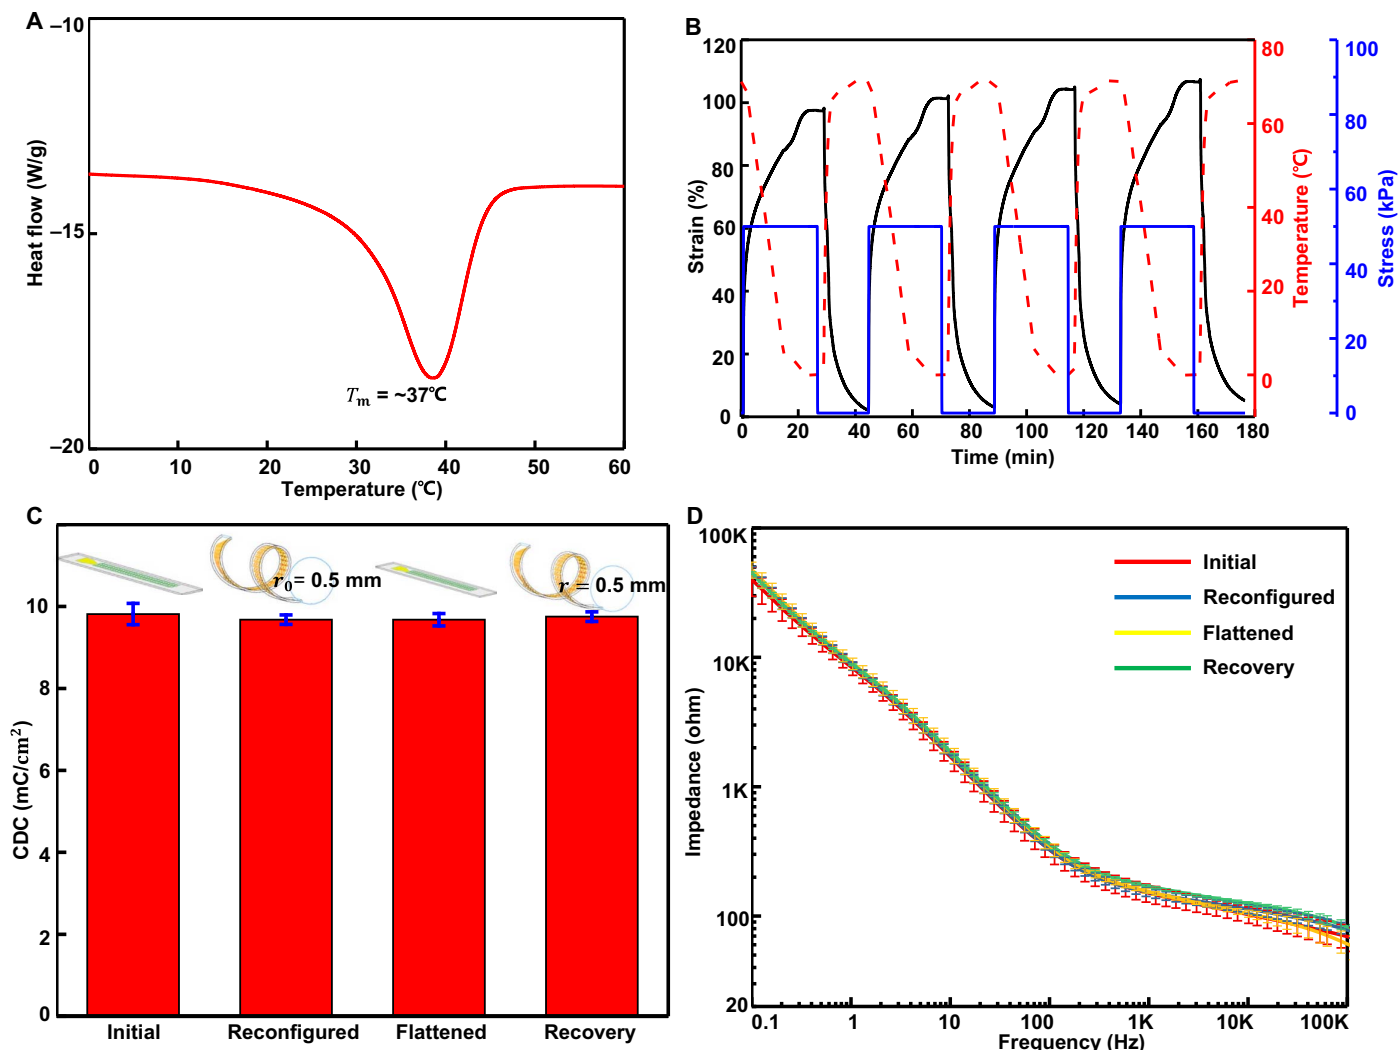 A
–10
–15
–20
Heat flow (W/g)
Tm = ~37℃
0 10 20 30 40 50 60
Temperature (℃)
B
120
100
80
60
40
20
0
Strain (%)
0 20 40 60 80 100 120 140 160 180
Time (min)
80
60
40
20
0
Temperature (℃)
100
80
60
40
20
0
Stress (kPa)
C
10
8
6
4
2
0
CDC (mC/cm²)
r₀= 0.5 mm
r = 0.5 mm
Initial Reconfigured Flattened Recovery
D
100K
10K
1K
100
20
Impedance (ohm)
Initial
Reconfigured
Flattened
Recovery
0.1 1 10 100 1K 10K 100K
Frequency (Hz)